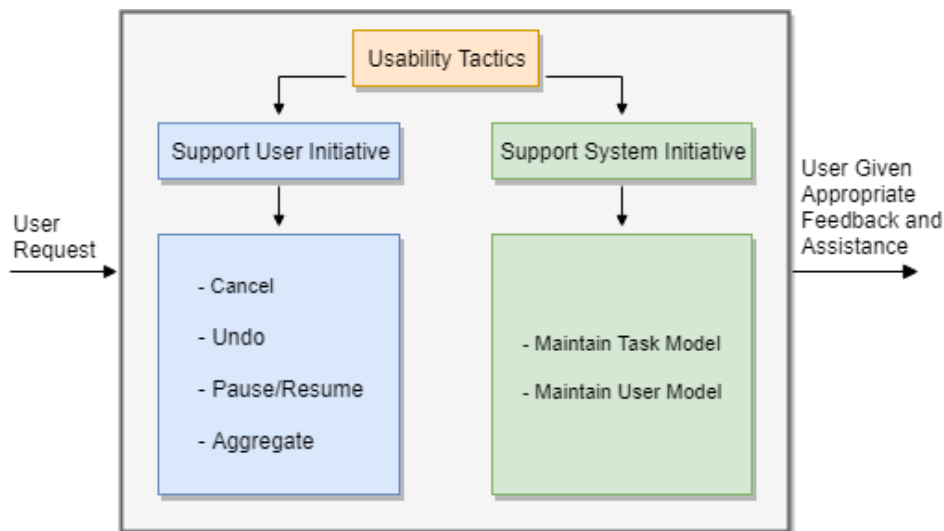 Usability Tactics
Support User Initiative
Support System Initiative
User
Request
- Cancel
- Undo
- Pause/Resume
- Aggregate
- Maintain Task Model
- Maintain User Model
User Given
Appropriate
Feedback and
Assistance